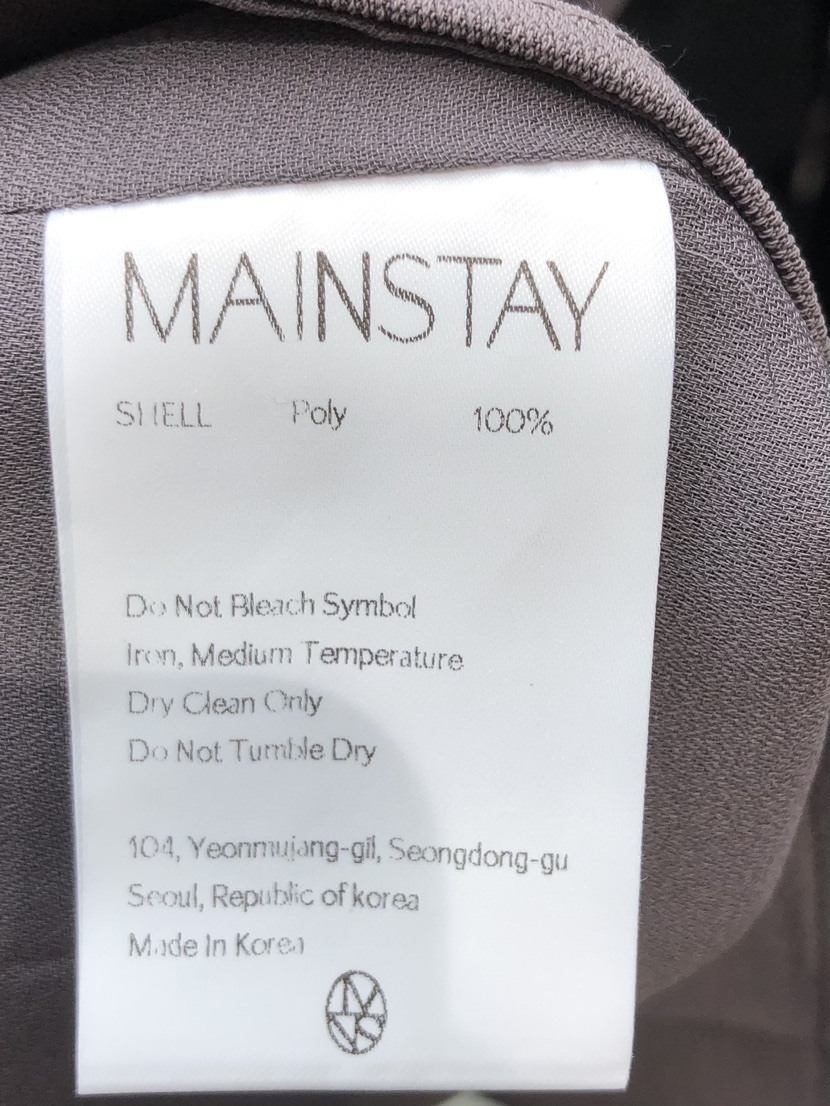 MAINSTAY
SHELL Poly 100%
Do Not Bleach Symbol
Iron, Medium Temperature
Dry Clean Only
Do Not Tumble Dry
104, Yeonmujang-gil, Seongdong-gu
Seoul, Republic of korea
Made In Korea